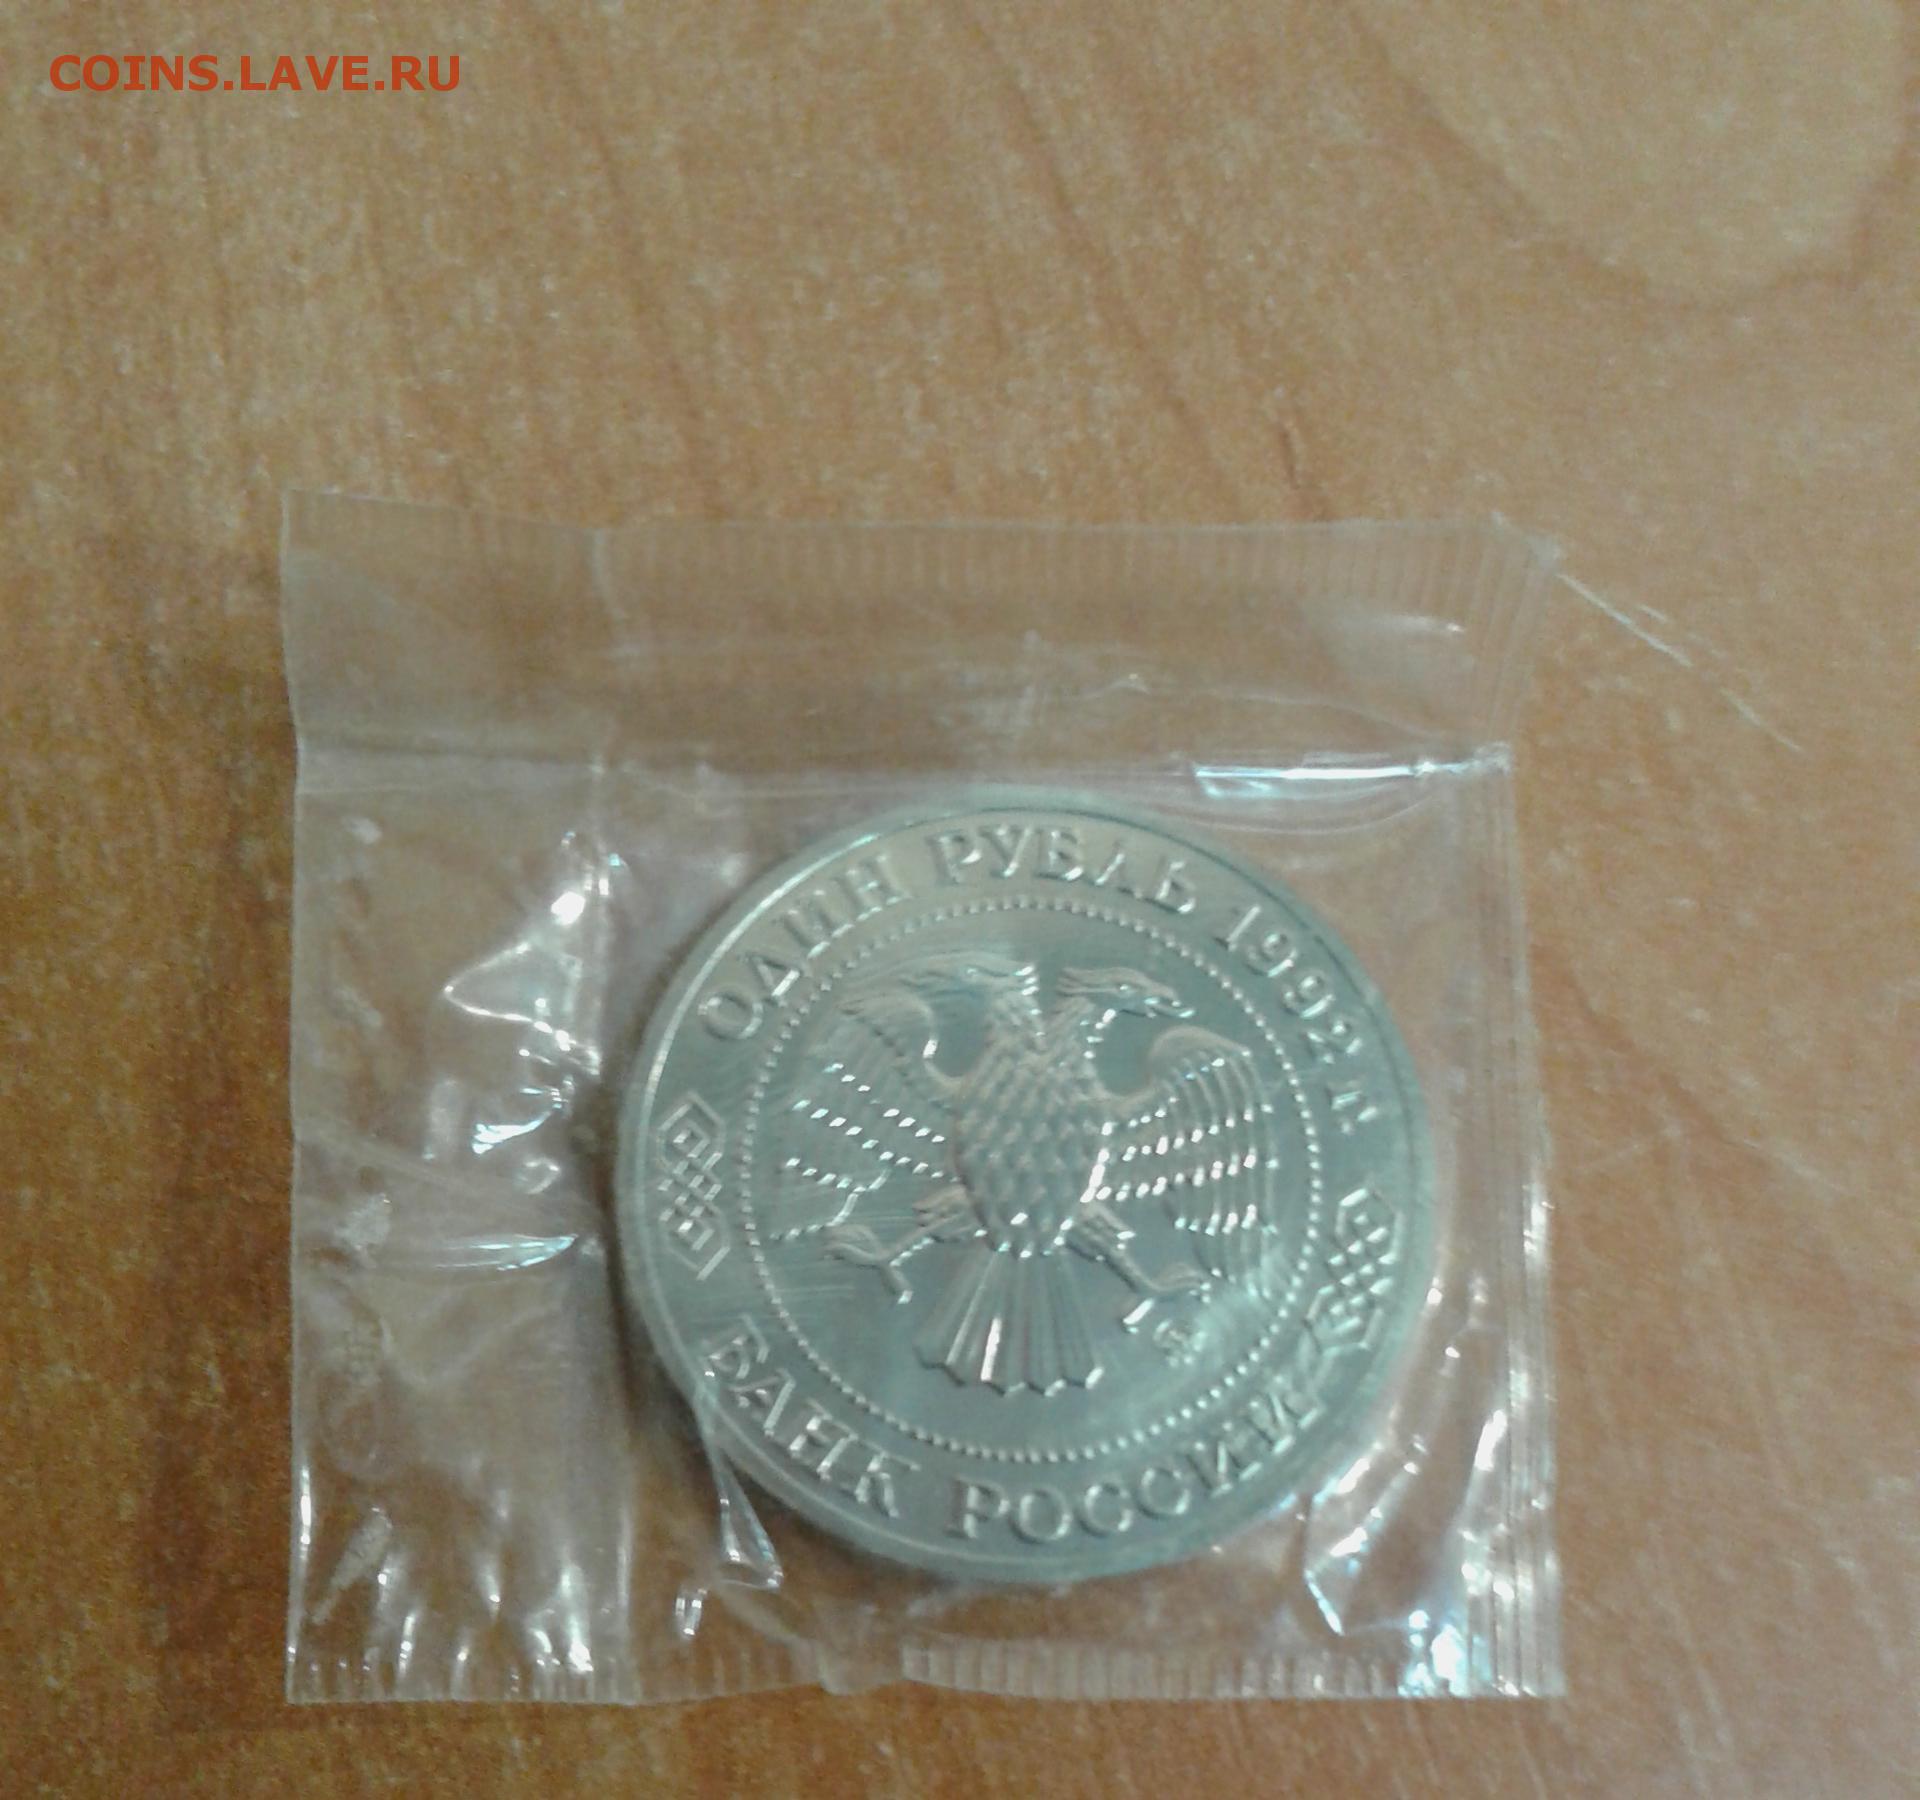 COINS.LAVE.RU
ОДИН РУБЛЬ 1992 г.
БАНК РОССИИ